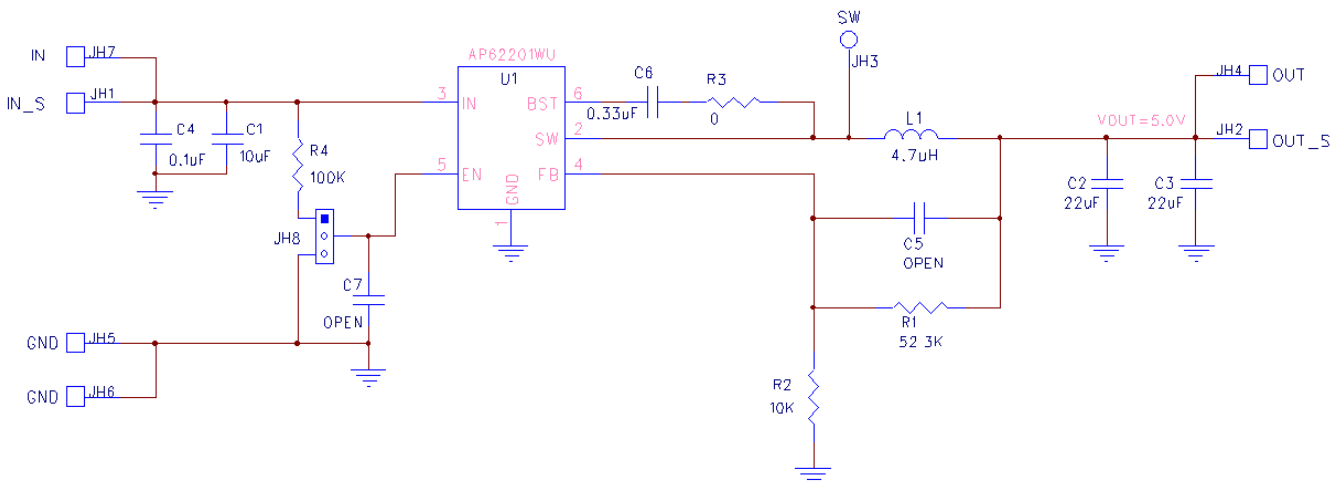 SW
IN
JH7
AP62201WU
U1
C6
R3
JH3
JH4
OUT
IN_S
JH1
3
IN
BST
6
0.33uF
0
L1
VOUT=5.0V
JH2
OUT_S
C4
0.1uF
C1
10uF
SW
2
4.7uH
R4
100K
5
EN
FB
4
GND
1
C2
22uF
C3
22uF
JH8
C5
OPEN
C7
OPEN
R1
52 3K
GND
JH5
GND
JH6
R2
10K